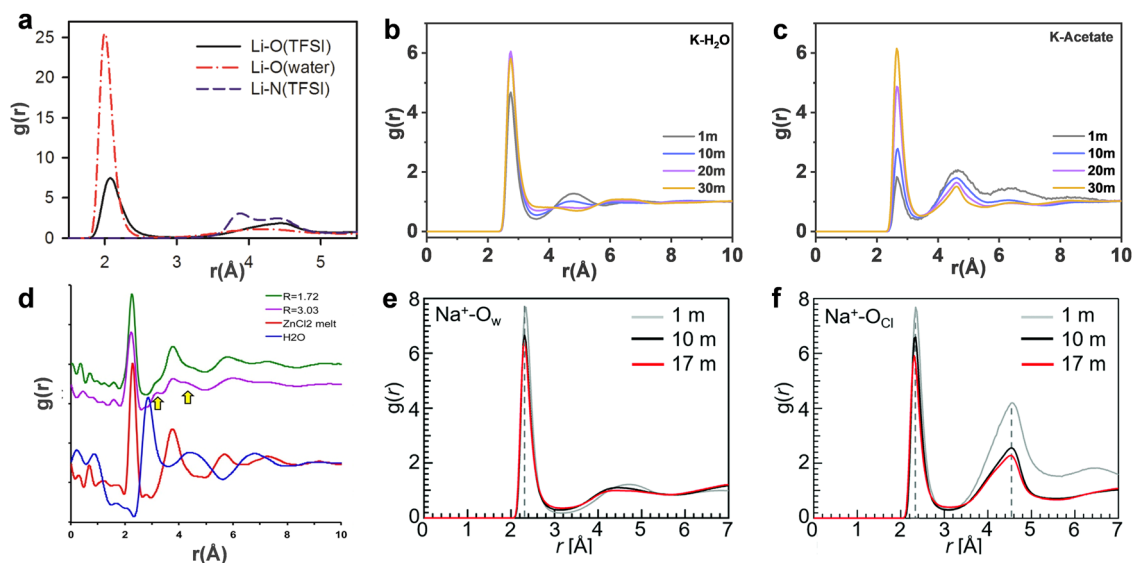 a
25
20
15
10
5
0
g(r)
Li-O(TFSI)
Li-O(water)
Li-N(TFSI)
2
3
4
5
r(Å)
b
K-H₂O
6
4
2
0
g(r)
1m
10m
20m
30m
0
2
4
6
8
10
r(Å)
c
K-Acetate
6
4
2
0
g(r)
1m
10m
20m
30m
0
2
4
6
8
10
r(Å)
d
R=1.72
R=3.03
ZnCl2 melt
H2O
g(r)
0
2
4
6
8
10
r(Å)
e
Na⁺-O_W
1 m
10 m
17 m
8
6
4
2
0
g(r)
0
1
2
3
4
5
6
7
r [Å]
f
Na⁺-O_Cl
1 m
10 m
17 m
8
6
4
2
0
g(r)
0
1
2
3
4
5
6
7
r [Å]